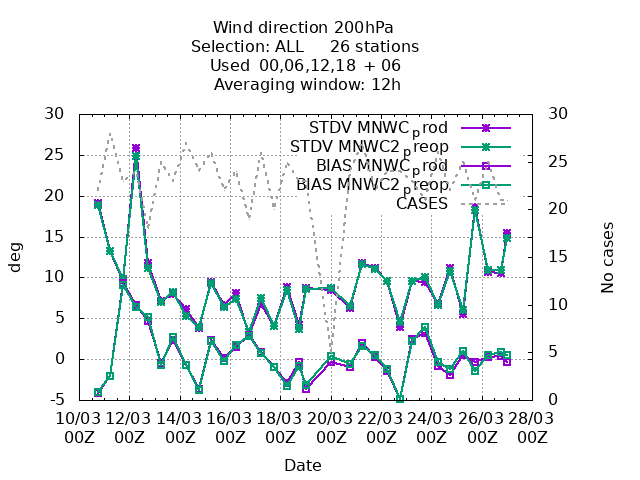 Wind direction 200hPa
Selection: ALL 26 stations
Used 00,06,12,18 + 06
Averaging window: 12h
30 30
STDV MNWCprod
STDV MNWC2preop
BIAS MNWCprod
BIAS MNWC2preop
CASES
25 25
20 20
15 15
10 10
5 5
0
-5 0
deg
No cases
10/03 12/03 14/03 16/03 18/03 20/03 22/03 24/03 26/03 28/03
00Z 00Z 00Z 00Z 00Z 00Z 00Z 00Z 00Z 00Z
Date